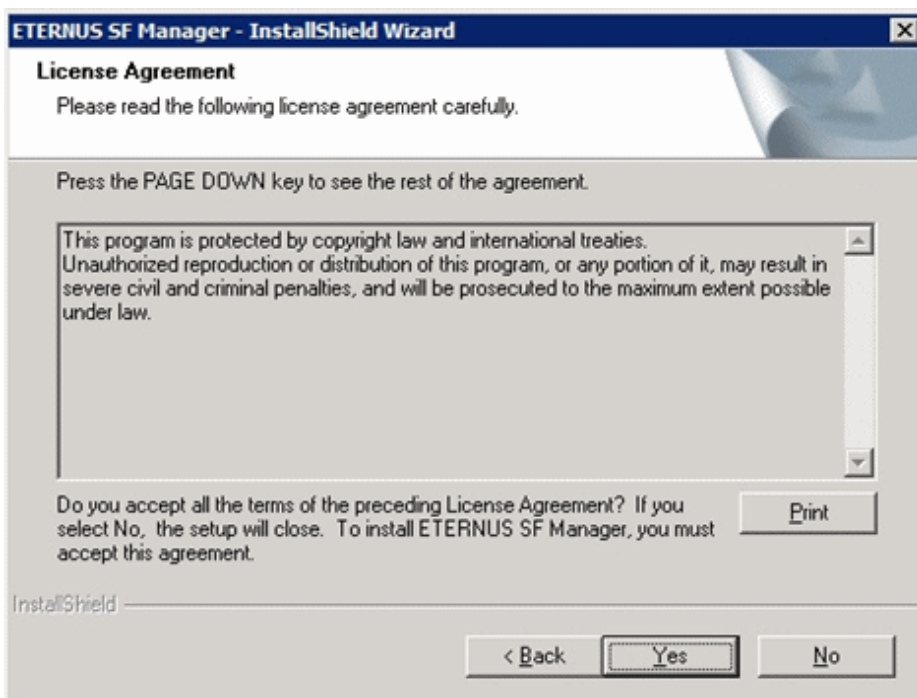 ETERNUS SF Manager - InstallShield Wizard
License Agreement
Please read the following license agreement carefully.
Press the PAGE DOWN key to see the rest of the agreement.
This program is protected by copyright law and international treaties.
Unauthorized reproduction or distribution of this program, or any portion of it, may result in
severe civil and criminal penalties, and will be prosecuted to the maximum extent possible
under law.
Do you accept all the terms of the preceding License Agreement? If you
select No, the setup will close. To install ETERNUS SF Manager, you must
accept this agreement.
Print
InstallShield
< Back
Yes
No